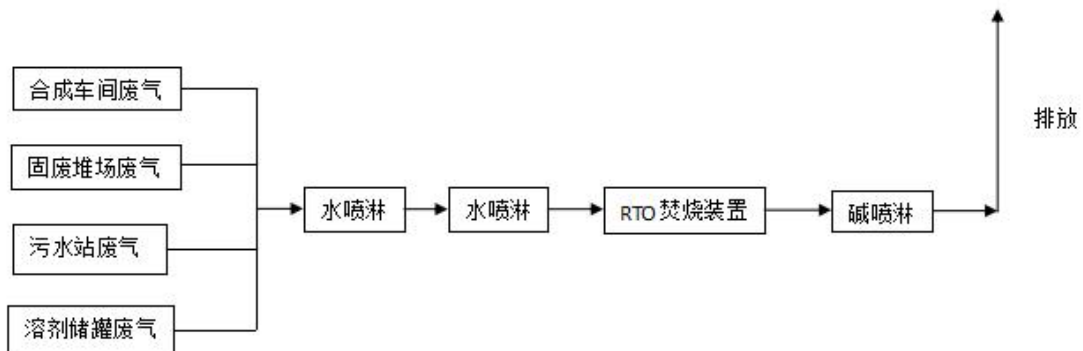 合成车间废气
固废堆场废气
污水站废气
溶剂储罐废气
水喷淋
水喷淋
RTO焚烧装置
碱喷淋
排放